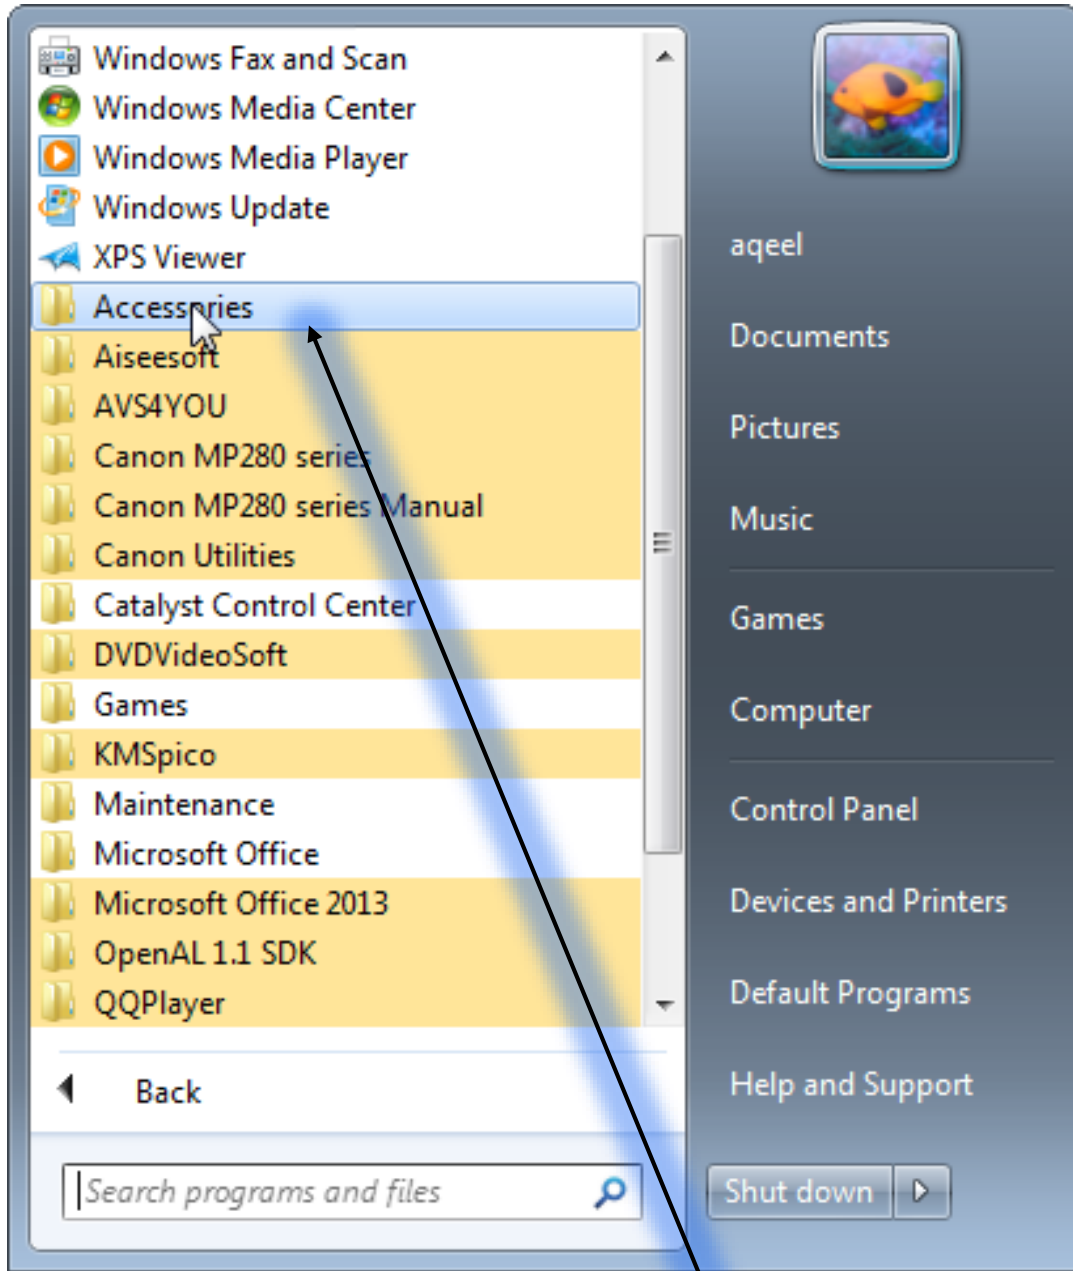 Windows Fax and Scan
Windows Media Center
Windows Media Player
Windows Update
XPS Viewer
Accessories
Aiseesoft
AVS4YOU
Canon MP280 series
Canon MP280 series Manual
Canon Utilities
Catalyst Control Center
DVDVideoSoft
Games
KMSpico
Maintenance
Microsoft Office
Microsoft Office 2013
OpenAL 1.1 SDK
QQPlayer
Back
Search programs and files
aqeel
Documents
Pictures
Music
Games
Computer
Control Panel
Devices and Printers
Default Programs
Help and Support
Shut down